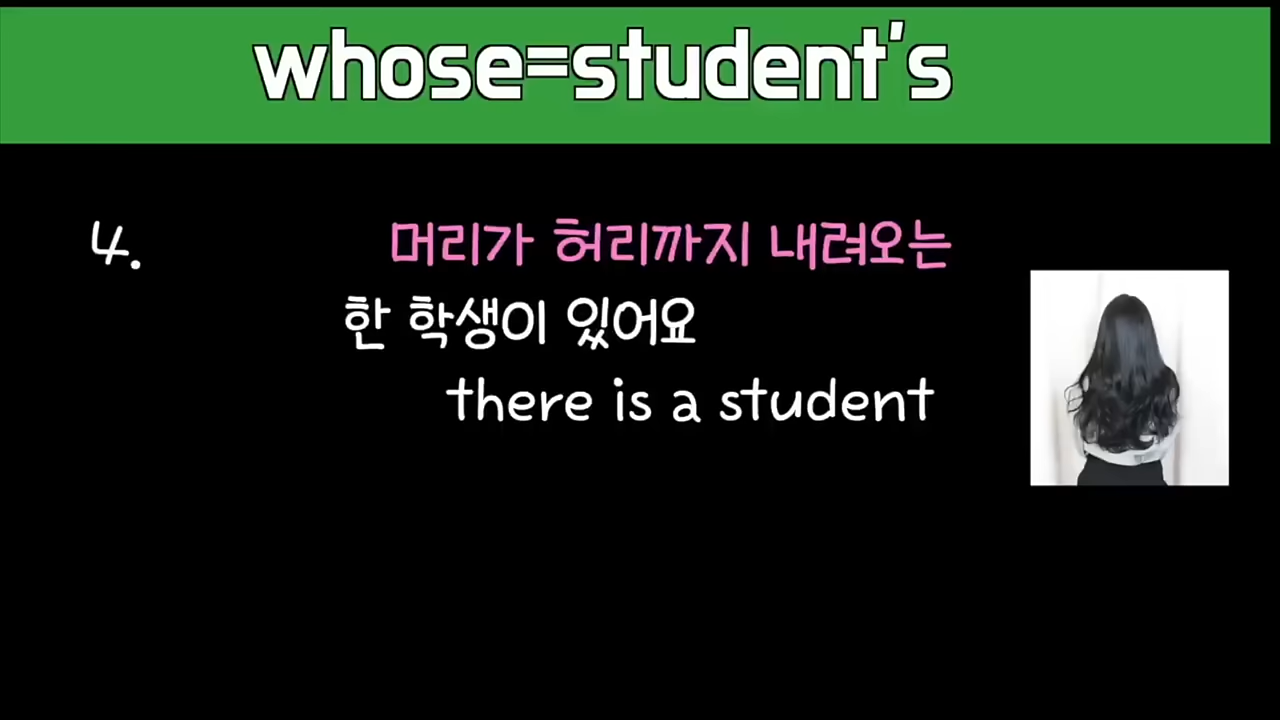 whose=student's
4. 머리가 허리까지 내려오는
한 학생이 있어요
there is a student